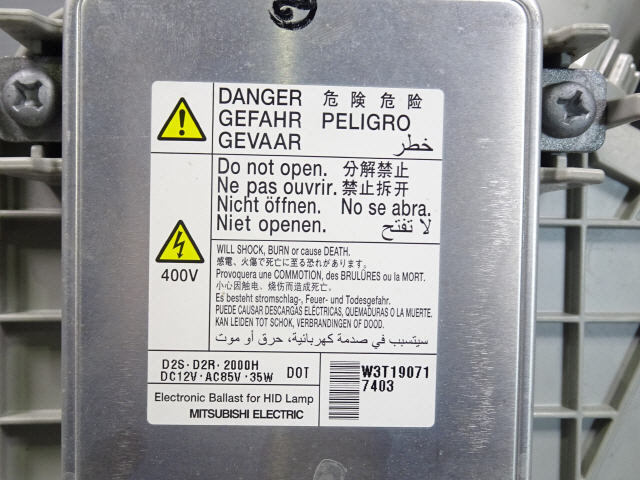 DANGER 危険 危险
GEFAHR PELIGRO
GEVAAR خطر
Do not open. 分解禁止
Ne pas ouvrir. 禁止拆开
Nicht öffnen. No se abra.
Niet openen. لا تفتح
400V
WILL SHOCK, BURN or cause DEATH.
感電、火傷で死亡に至る恐れがあります。
Provoquera une COMMOTION, des BRULÛRES ou la MORT.
小心因触电、烧伤而造成死亡。
Es besteht stromschlag-, Feuer- und Todesgefahr.
PUEDE CAUSAR DESCARGAS ELÉCTRICAS, QUEMADURAS O LA MUERTE.
KAN LEIDEN TOT SCHOK, VERBRANDINGEN OF DOOD.
سيتسبب في صدمة كهربائية، حرق أو موت
D2S·D2R·2000H DOT
DC12V·AC85V·35W
W3T19071
7403
Electronic Ballast for HID Lamp
MITSUBISHI ELECTRIC